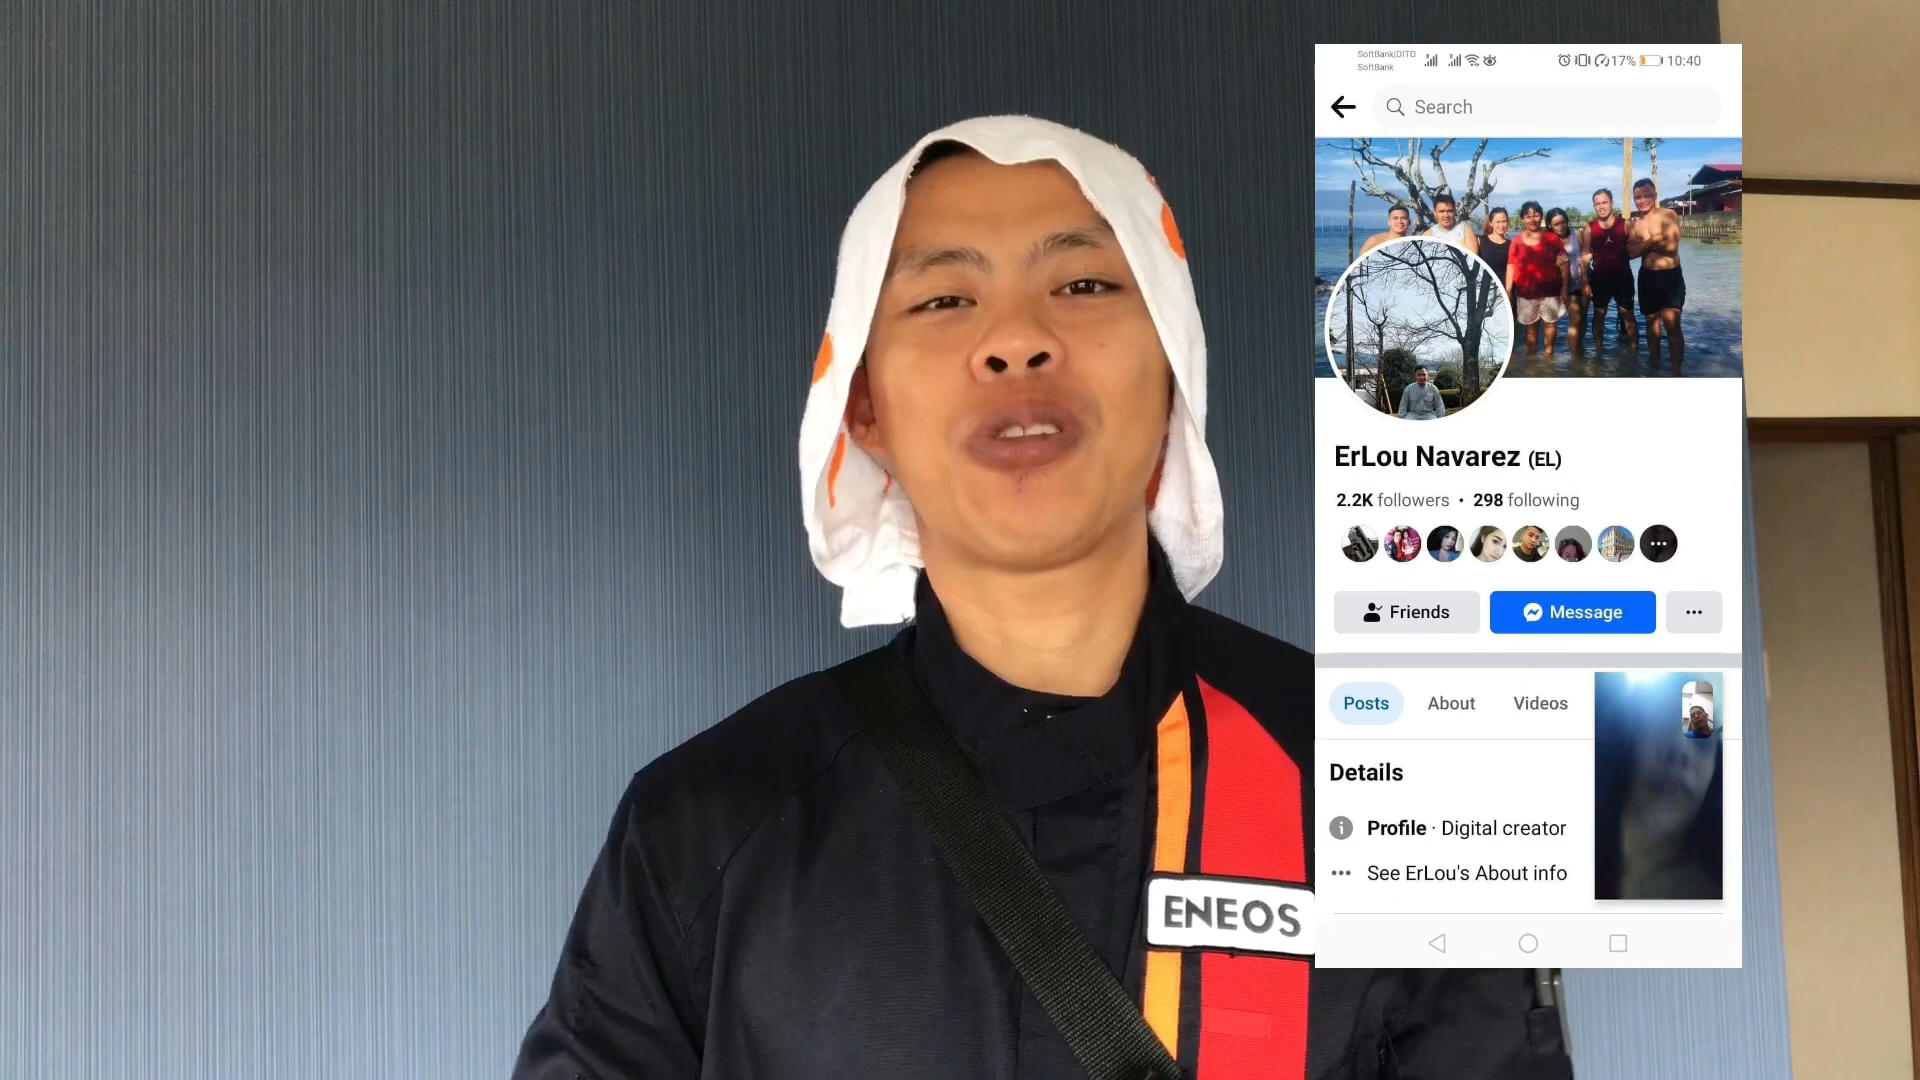 SoftBank|DITO
SoftBank
17%
10:40
Search
ErLou Navarez (EL)
2.2K followers • 298 following
Friends
Message
Posts
About
Videos
Details
Profile · Digital creator
See ErLou's About info
ENEOS